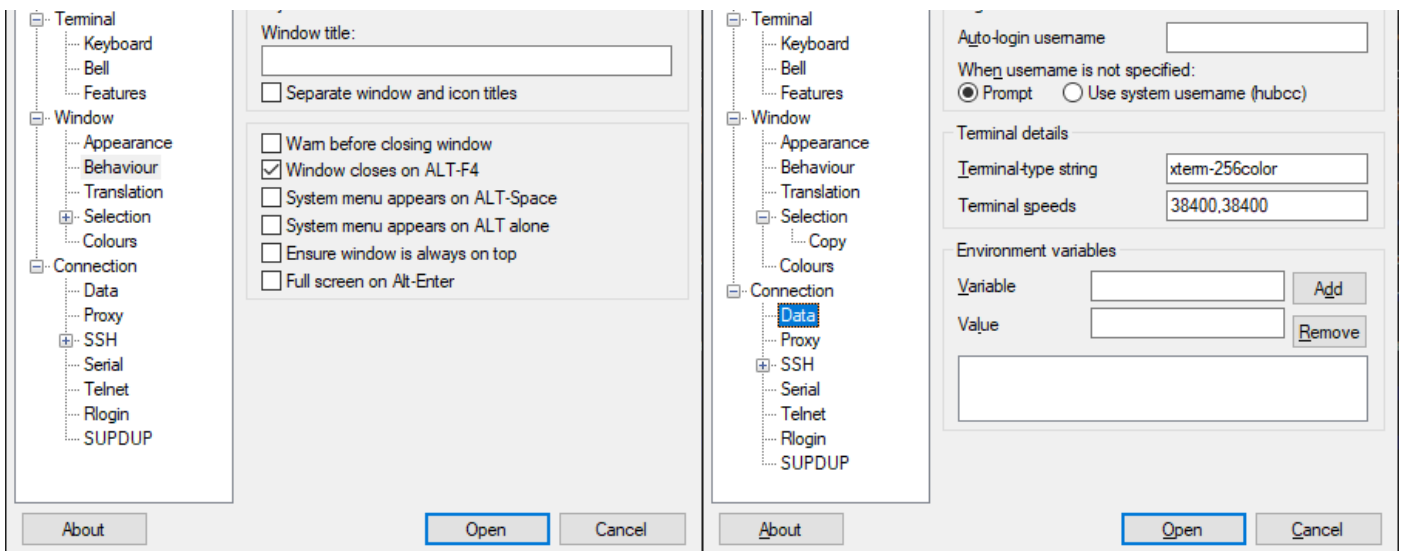 Terminal
Keyboard
Bell
Features
Window
Appearance
Behaviour
Translation
Selection
Colours
Connection
Data
Proxy
SSH
Serial
Telnet
Rlogin
SUPDUP
Window title:
Separate window and icon titles
Warn before closing window
Window closes on ALT-F4
System menu appears on ALT-Space
System menu appears on ALT alone
Ensure window is always on top
Full screen on Alt-Enter
About
Open
Cancel
Terminal
Keyboard
Bell
Features
Window
Appearance
Behaviour
Translation
Selection
Copy
Colours
Connection
Data
Proxy
SSH
Serial
Telnet
Rlogin
SUPDUP
Auto-login username
When username is not specified:
Prompt
Use system username (hubcc)
Terminal details
Terminal-type string
xterm-256color
Terminal speeds
38400,38400
Environment variables
Variable
Add
Value
Remove
About
Open
Cancel